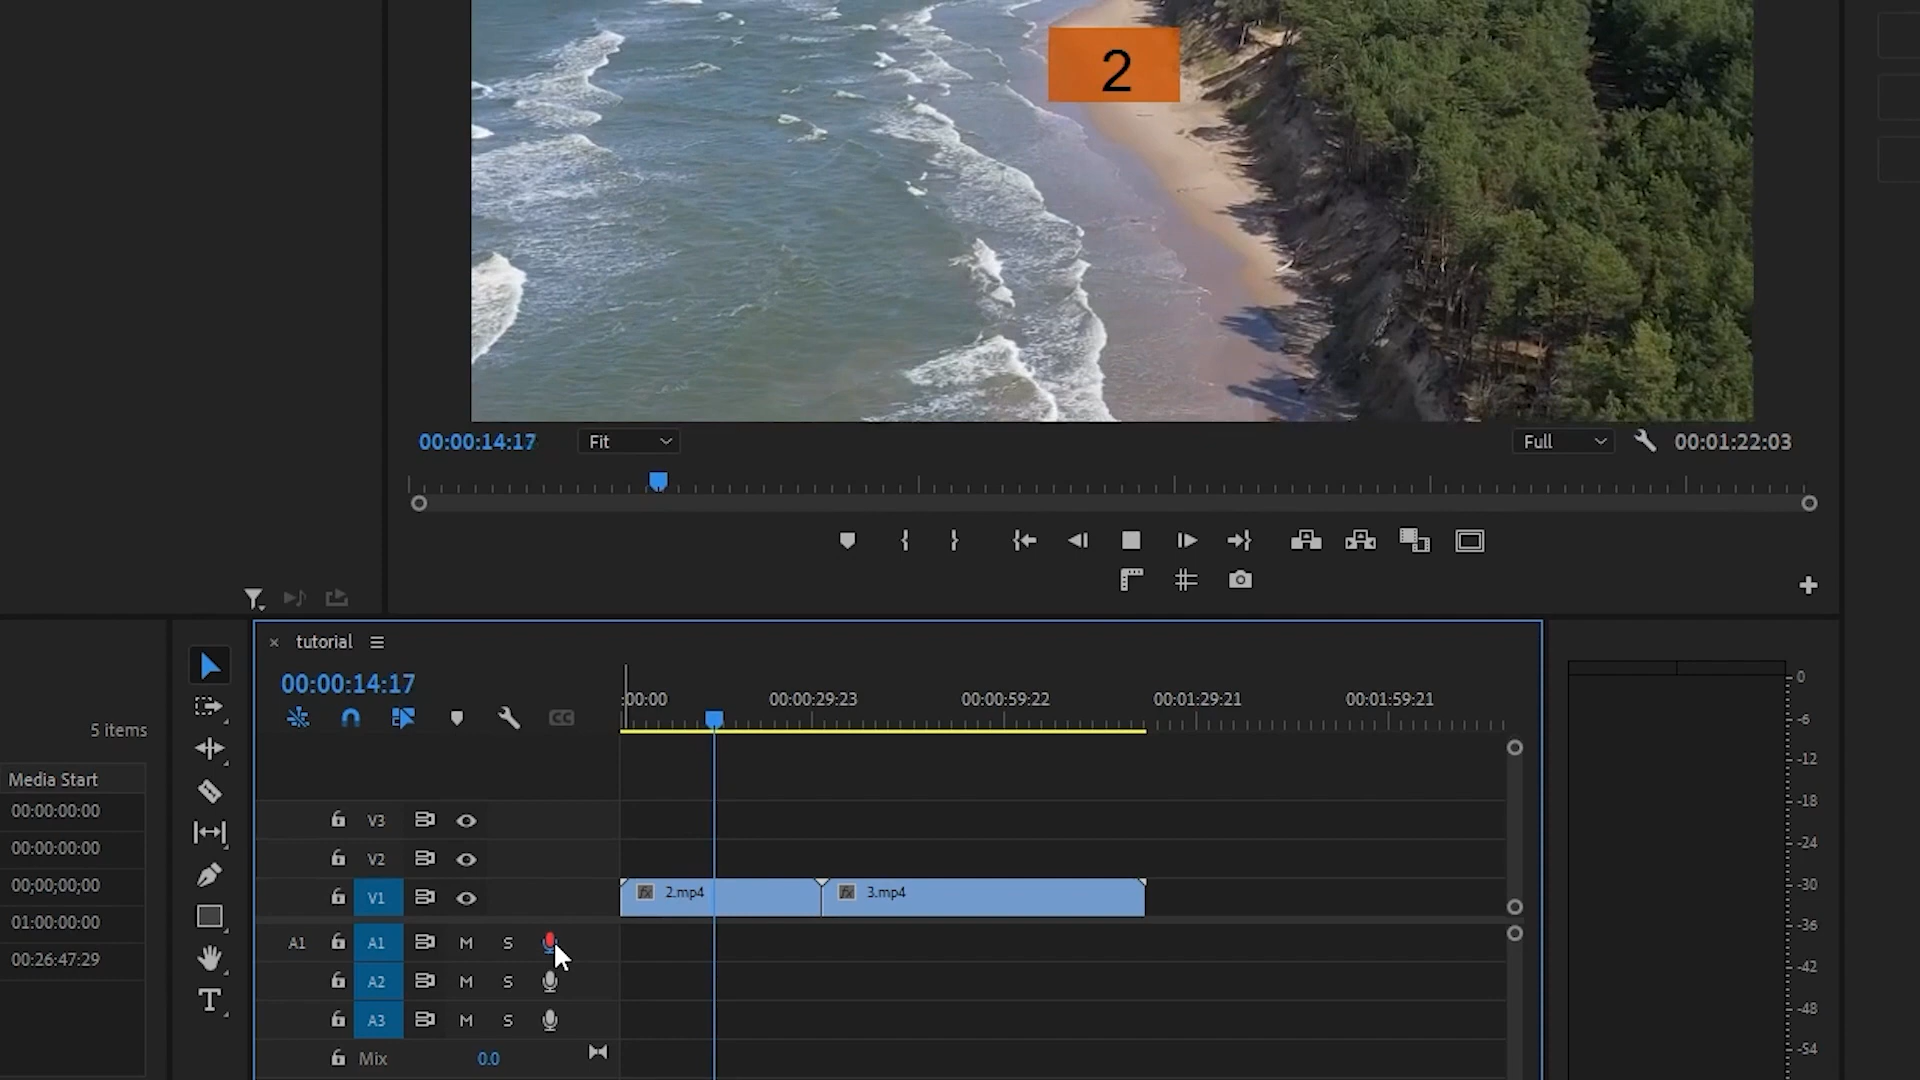 2
00:00:14:17
Fit
Full
00:01:22:03
5 items
Media Start
00:00:00:00
00:00:00:00
00;00;00;00
01:00:00:00
00:26:47:29
× tutorial
00:00:14:17
CC
:00:00
00:00:29:23
00:00:59:22
00:01:29:21
00:01:59:21
V3
V2
V1
fx 2.mp4
fx 3.mp4
A1 A1 M S
A2 M S
A3 M S
Mix 0.0
0
-6
-12
-18
-24
-30
-36
-42
-48
-54